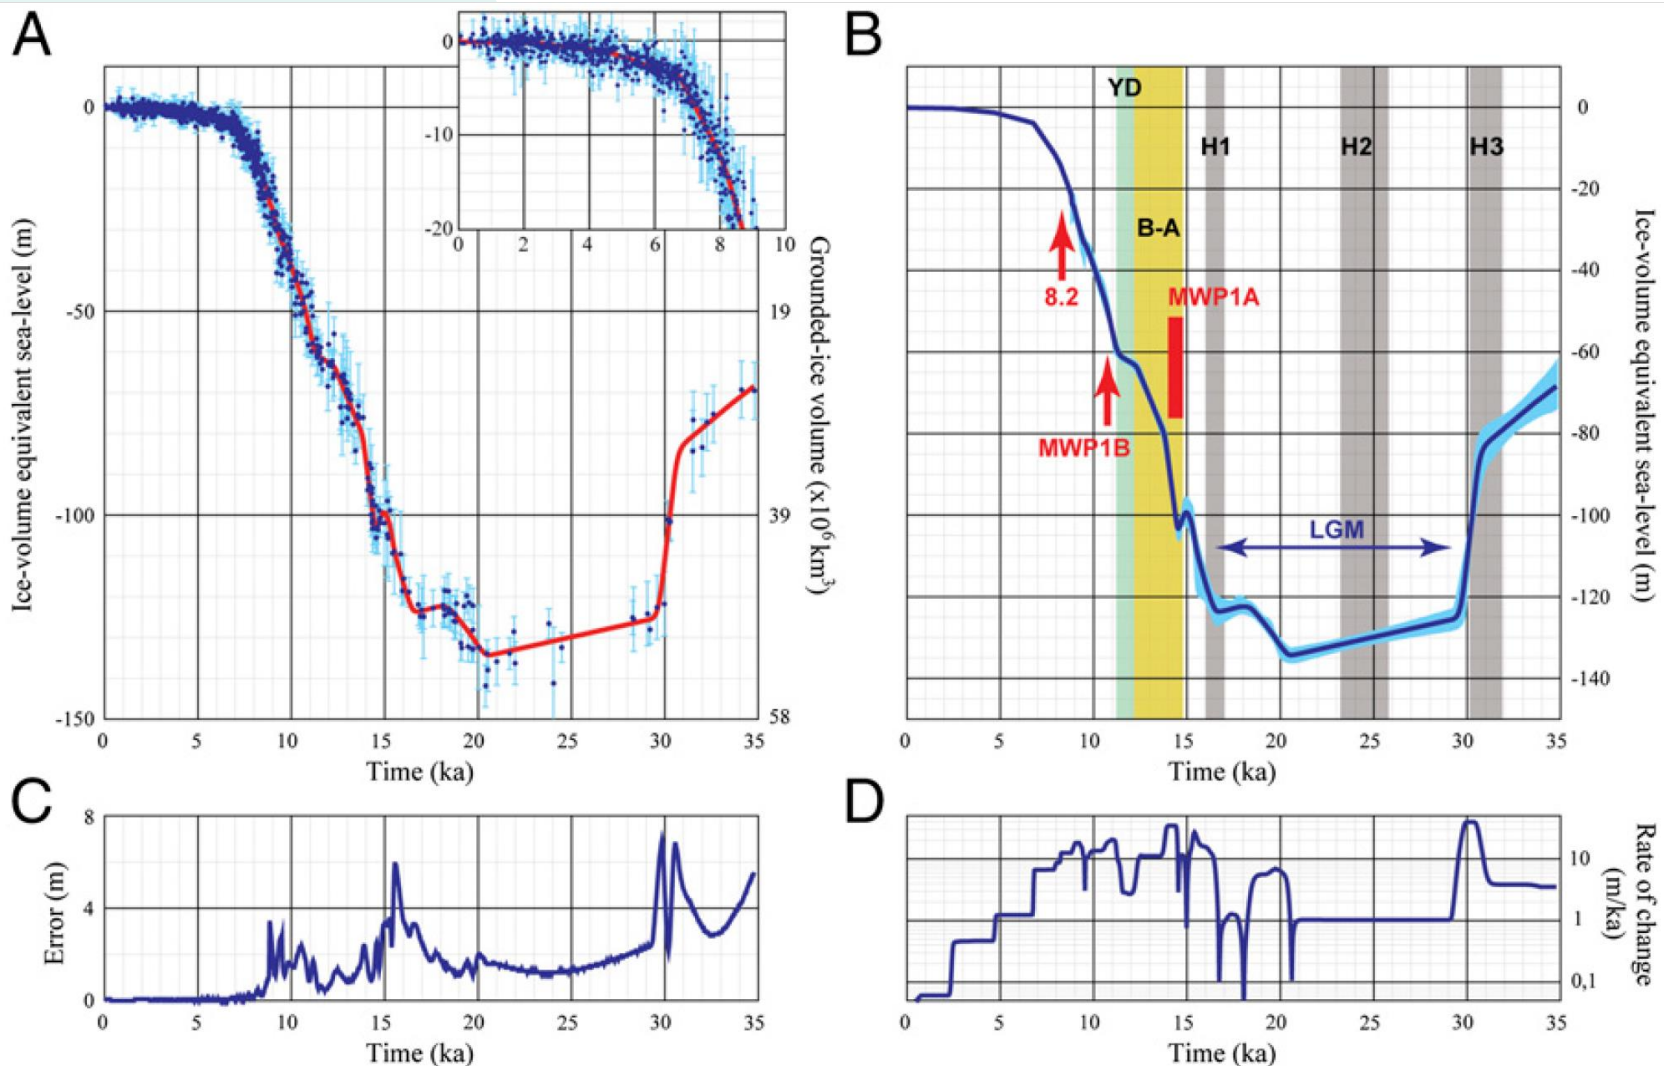 A
0
-50
-100
-150
0 5 10 15 20 25 30 35
Time (ka)
Ice-volume equivalent sea-level (m)
19
39
58
Grounded-ice volume (x10⁶ km³)
0
-10
-20
0 2 4 6 8 10
B
YD
H1
H2
H3
B-A
8.2
MWP1A
MWP1B
LGM
0
-20
-40
-60
-80
-100
-120
-140
Ice-volume equivalent sea-level (m)
0 5 10 15 20 25 30 35
Time (ka)
C
8
4
0
Error (m)
0 5 10 15 20 25 30 35
Time (ka)
D
10
1
0,1
Rate of change
(m/ka)
0 5 10 15 20 25 30 35
Time (ka)